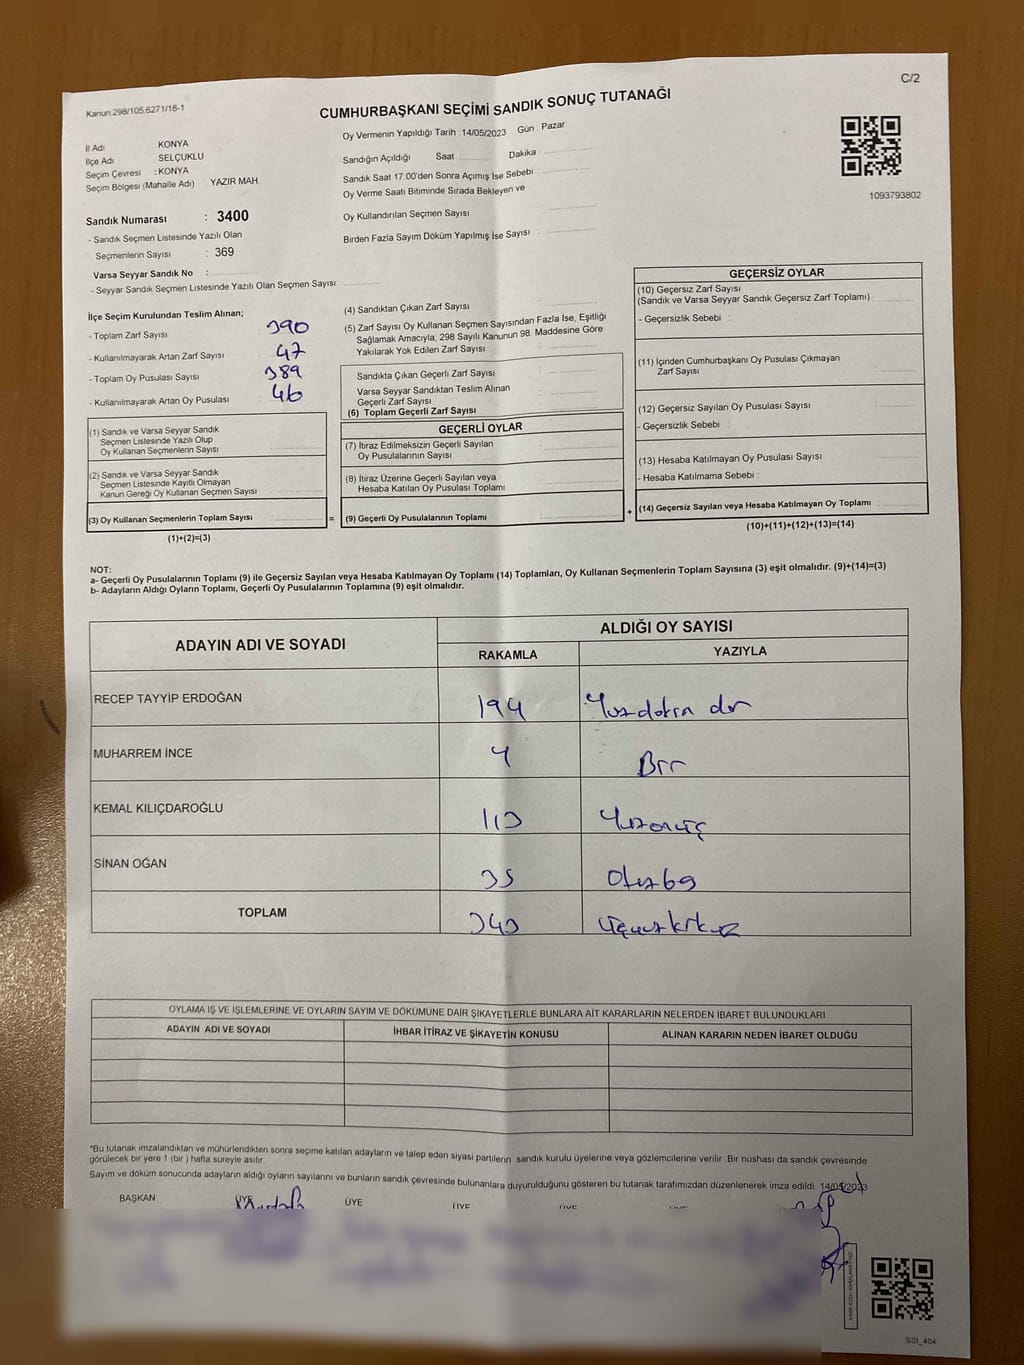 Kanun:298/105:6271/18-1
C/2
CUMHURBAŞKANI SEÇİMİ SANDIK SONUÇ TUTANAĞI
İl Adı KONYA
İlçe Adı SELÇUKLU
Seçim Çevresi : KONYA
Seçim Bölgesi (Mahalle Adı) YAZIR MAH.
Sandık Numarası : 3400
- Sandık Seçmen Listesinde Yazılı Olan
Seçmenlerin Sayısı : 369
Varsa Seyyar Sandık No :
- Seyyar Sandık Seçmen Listesinde Yazılı Olan Seçmen Sayısı
Oy Vermenin Yapıldığı Tarih : 14/05/2023 Gün : Pazar
Sandığın Açıldığı Saat Dakika
Sandık Saat 17:00'den Sonra Açımış İse Sebebi :
Oy Verme Saati Bitiminde Sırada Bekleyen ve
Oy Kullandırılan Seçmen Sayısı
Birden Fazla Sayım Döküm Yapılmış İse Sayısı :
1093793802
İlçe Seçim Kurulundan Teslim Alınan;
- Toplam Zarf Sayısı : 390
- Kullanılmayarak Artan Zarf Sayısı : 47
- Toplam Oy Pusulası Sayısı : 389
- Kullanılmayarak Artan Oy Pusulası : 46
(1) Sandık ve Varsa Seyyar Sandık
Seçmen Listesinde Yazılı Olup
Oy Kullanan Seçmenlerin Sayısı
(2) Sandık ve Varsa Seyyar Sandık
Seçmen Listesinde Kayıtlı Olmayan
Kanun Gereği Oy Kullanan Seçmen Sayısı
(3) Oy Kullanan Seçmenlerin Toplam Sayısı
(1)+(2)=(3)
=
(4) Sandıktan Çıkan Zarf Sayısı
(5) Zarf Sayısı Oy Kullanan Seçmen Sayısından Fazla İse, Eşitliği
Sağlamak Amacıyla, 298 Sayılı Kanunun 98. Maddesine Göre
Yakılarak Yok Edilen Zarf Sayısı
Sandıkta Çıkan Geçerli Zarf Sayısı
Varsa Seyyar Sandıktan Teslim Alınan
Geçerli Zarf Sayısı
(6) Toplam Geçerli Zarf Sayısı
GEÇERLİ OYLAR
(7) İtiraz Edilmeksizin Geçerli Sayılan
Oy Pusulalarının Sayısı
(8) İtiraz Üzerine Geçerli Sayılan veya
Hesaba Katılan Oy Pusulası Toplamı
(9) Geçerli Oy Pusulalarının Toplamı
+
GEÇERSİZ OYLAR
(10) Geçersiz Zarf Sayısı
(Sandık ve Varsa Seyyar Sandık Geçersiz Zarf Toplamı) :
- Geçersizlik Sebebi :
(11) İçinden Cumhurbaşkanı Oy Pusulası Çıkmayan
Zarf Sayısı
(12) Geçersiz Sayılan Oy Pusulası Sayısı
- Geçersizlik Sebebi :
(13) Hesaba Katılmayan Oy Pusulası Sayısı
- Hesaba Katılmama Sebebi :
(14) Geçersiz Sayılan veya Hesaba Katılmayan Oy Toplamı
(10)+(11)+(12)+(13)=(14)
NOT:
a- Geçerli Oy Pusulalarının Toplamı (9) ile Geçersiz Sayılan veya Hesaba Katılmayan Oy Toplamı (14) Toplamları, Oy Kullanan Seçmenlerin Toplam Sayısına (3) eşit olmalıdır. (9)+(14)=(3)
b- Adayların Aldığı Oyların Toplamı, Geçerli Oy Pusulalarının Toplamına (9) eşit olmalıdır.
ADAYIN ADI VE SOYADI
ALDIĞI OY SAYISI
RAKAMLA YAZIYLA
RECEP TAYYİP ERDOĞAN 194
MUHARREM İNCE
KEMAL KILIÇDAROĞLU 113 Yüzonüç
SİNAN OĞAN 35 Otuzbeş
TOPLAM 343
OYLAMA İŞ VE İŞLEMLERİNE VE OYLARIN SAYIM VE DÖKÜMÜNE DAİR ŞİKAYETLERLE BUNLARA AİT KARARLARIN NELERDEN İBARET BULUNDUKLARI
ADAYIN ADI VE SOYADI İHBAR İTİRAZ VE ŞİKAYETİN KONUSU ALINAN KARARIN NEDEN İBARET OLDUĞU
*Bu tutanak imzalandıktan ve mühürlendikten sonra seçime katılan adayların ve talep eden siyasi partilerin sandık kurulu üyelerine veya gözlemcilerine verilir. Bir nüshası da sandık çevresinde
görülecek bir yere 1 (bir) hafta süreyle asılır.
Sayım ve döküm sonucunda adayların aldığı oyların sayılarını ve bunların sandık çevresinde bulunanlara duyurulduğunu gösteren bu tutanak tarafımızdan düzenlenerek imza edildi. 14/05/2023
BAŞKAN ÜYE ÜYE ÜYE ÜYE ÜYE
SSI_404